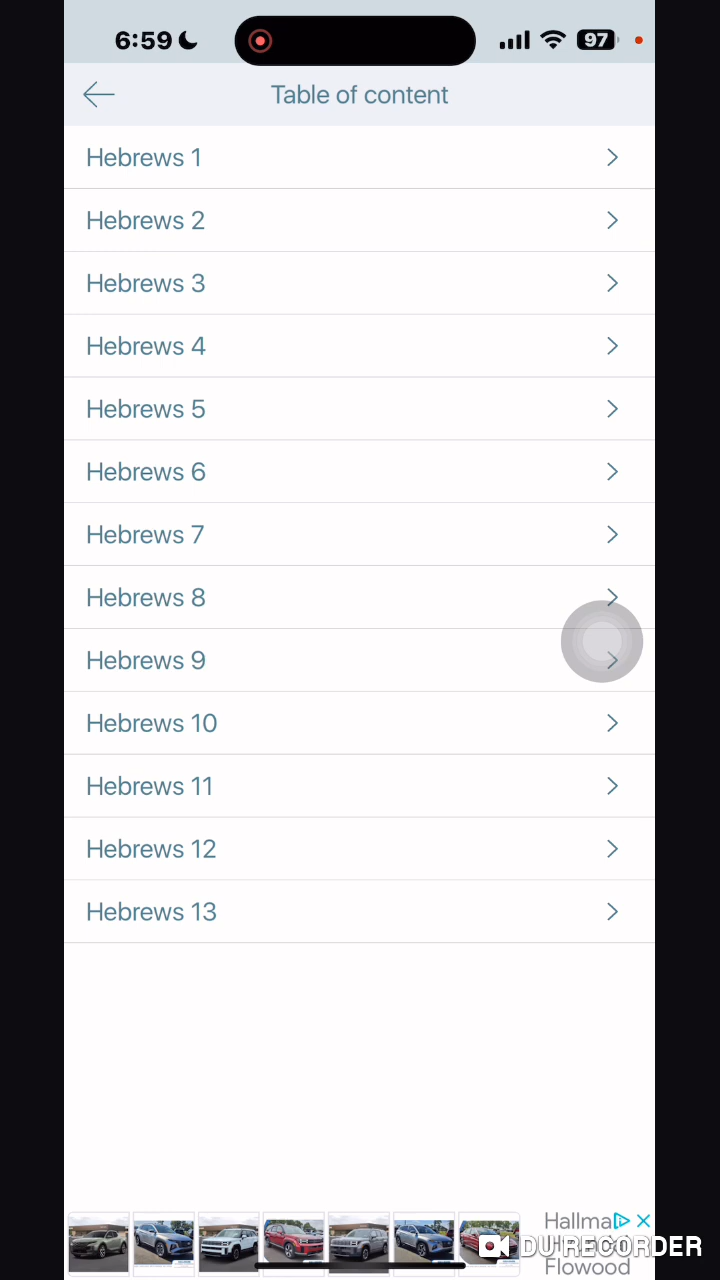 6:59
97
Table of content
Hebrews 1
Hebrews 2
Hebrews 3
Hebrews 4
Hebrews 5
Hebrews 6
Hebrews 7
Hebrews 8
Hebrews 9
Hebrews 10
Hebrews 11
Hebrews 12
Hebrews 13
Hallma
DU RECORDER
Flowood